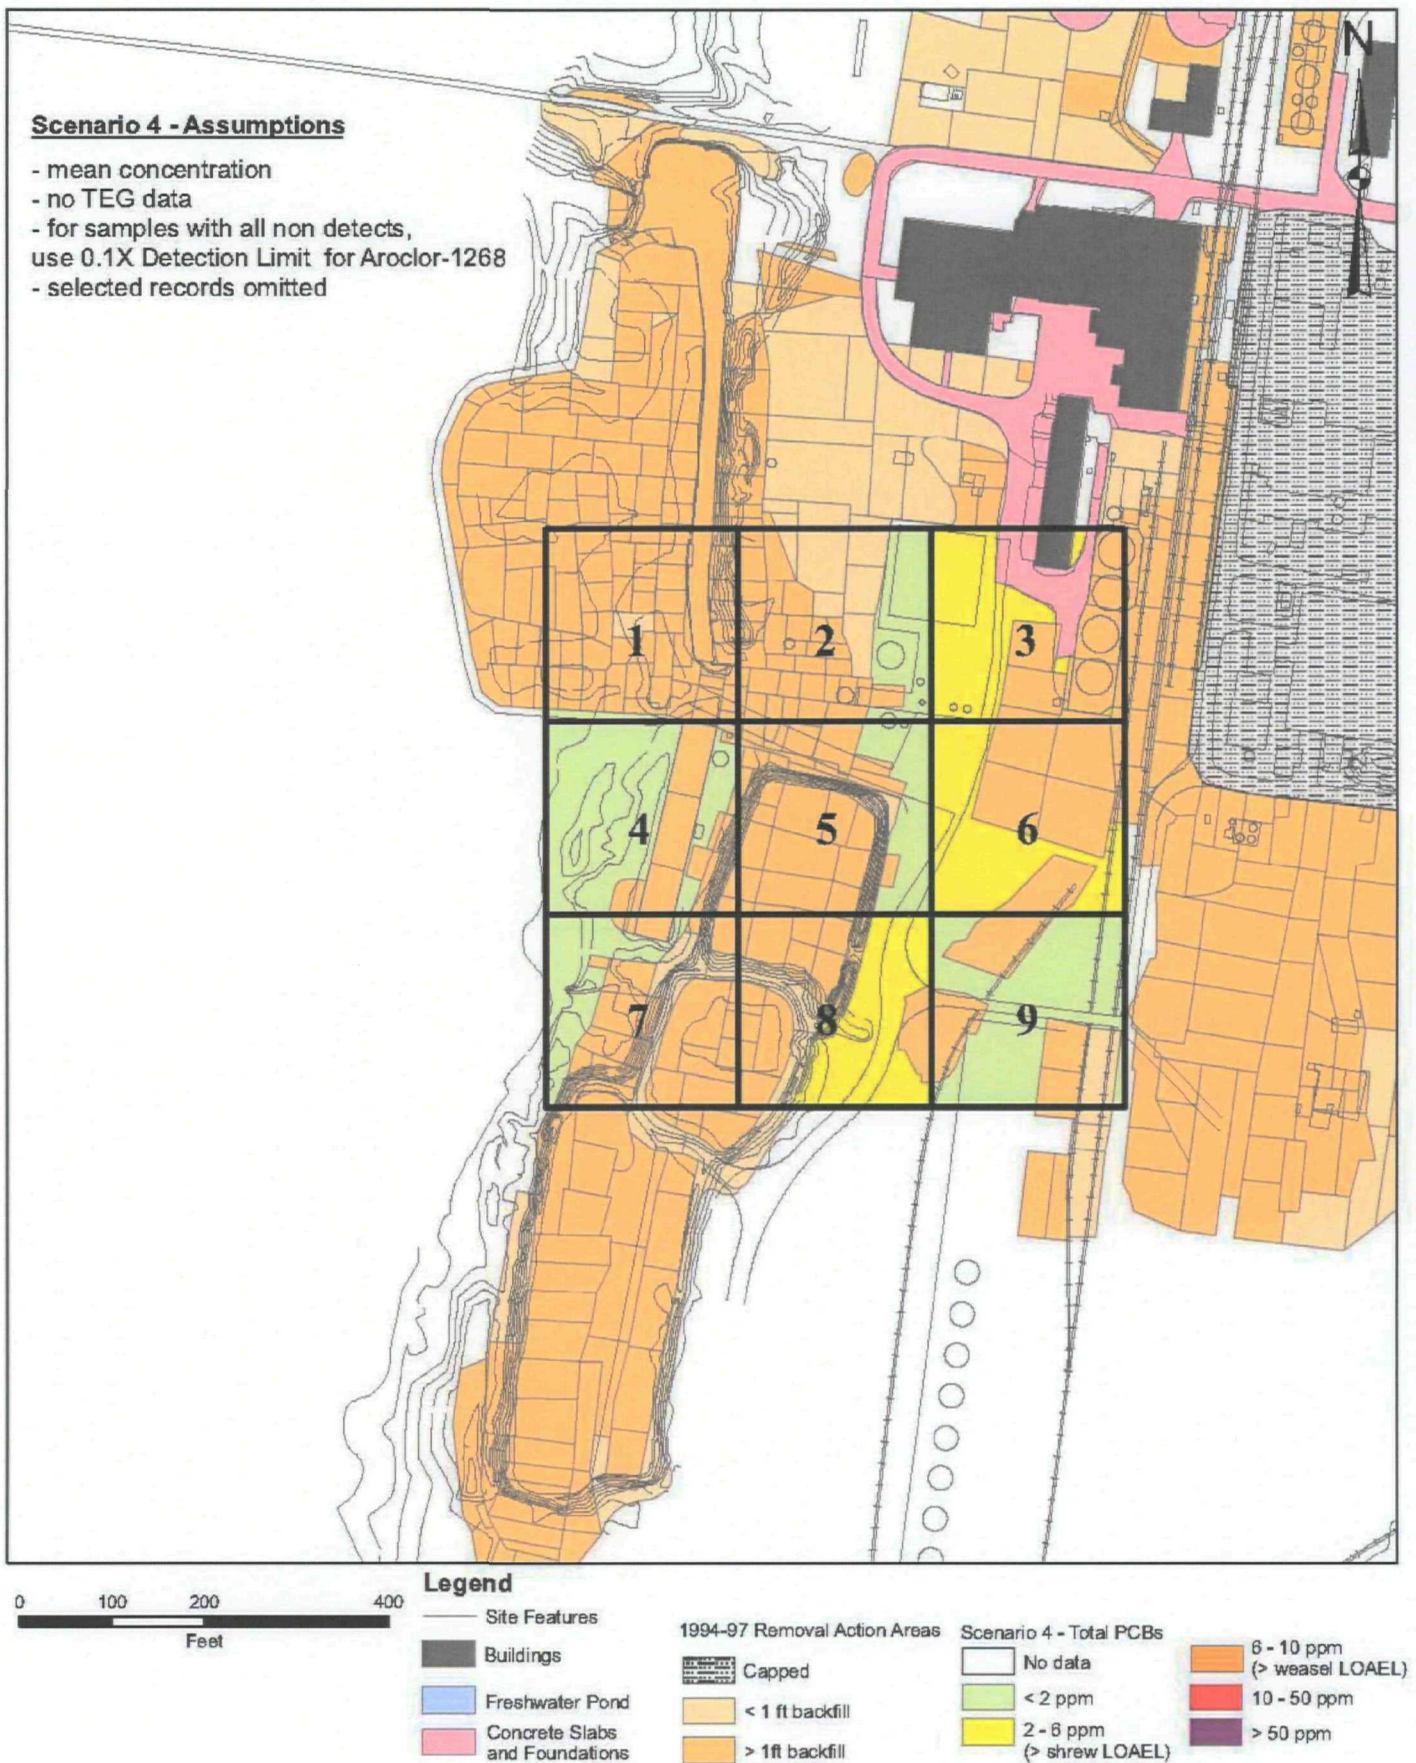 N
Scenario 4 - Assumptions
- mean concentration
- no TEG data
- for samples with all non detects,
use 0.1X Detection Limit for Aroclor-1268
- selected records omitted
1
2
3
4
5
6
7
8
9
0 100 200 400
Feet
Legend
Site Features
Buildings
Freshwater Pond
Concrete Slabs
and Foundations
1994-97 Removal Action Areas
Capped
< 1 ft backfill
> 1ft backfill
Scenario 4 - Total PCBs
No data
< 2 ppm
2 - 6 ppm
(> shrew LOAEL)
6 - 10 ppm
(> weasel LOAEL)
10 - 50 ppm
> 50 ppm